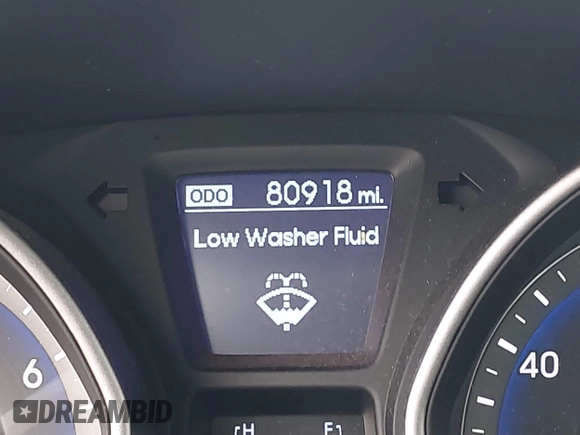 ODO 80918 mi.
Low Washer Fluid
6
40
H F
DREAMBID